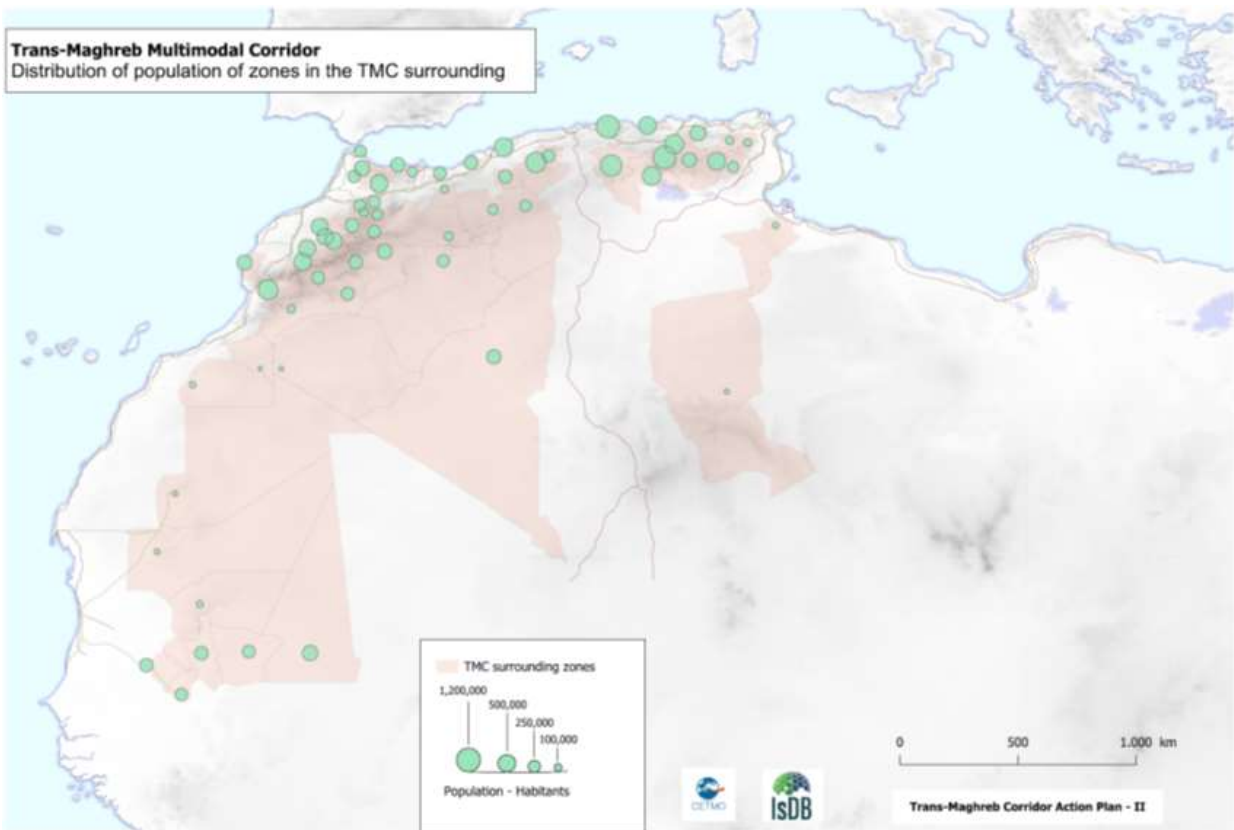 Trans-Maghreb Multimodal Corridor
Distribution of population of zones in the TMC surrounding
TMC surrounding zones
1,200,000
500,000
250,000
100,000
Population - Habitants
0 500 1.000 km
CETMO
IsDB
Trans-Maghreb Corridor Action Plan - II